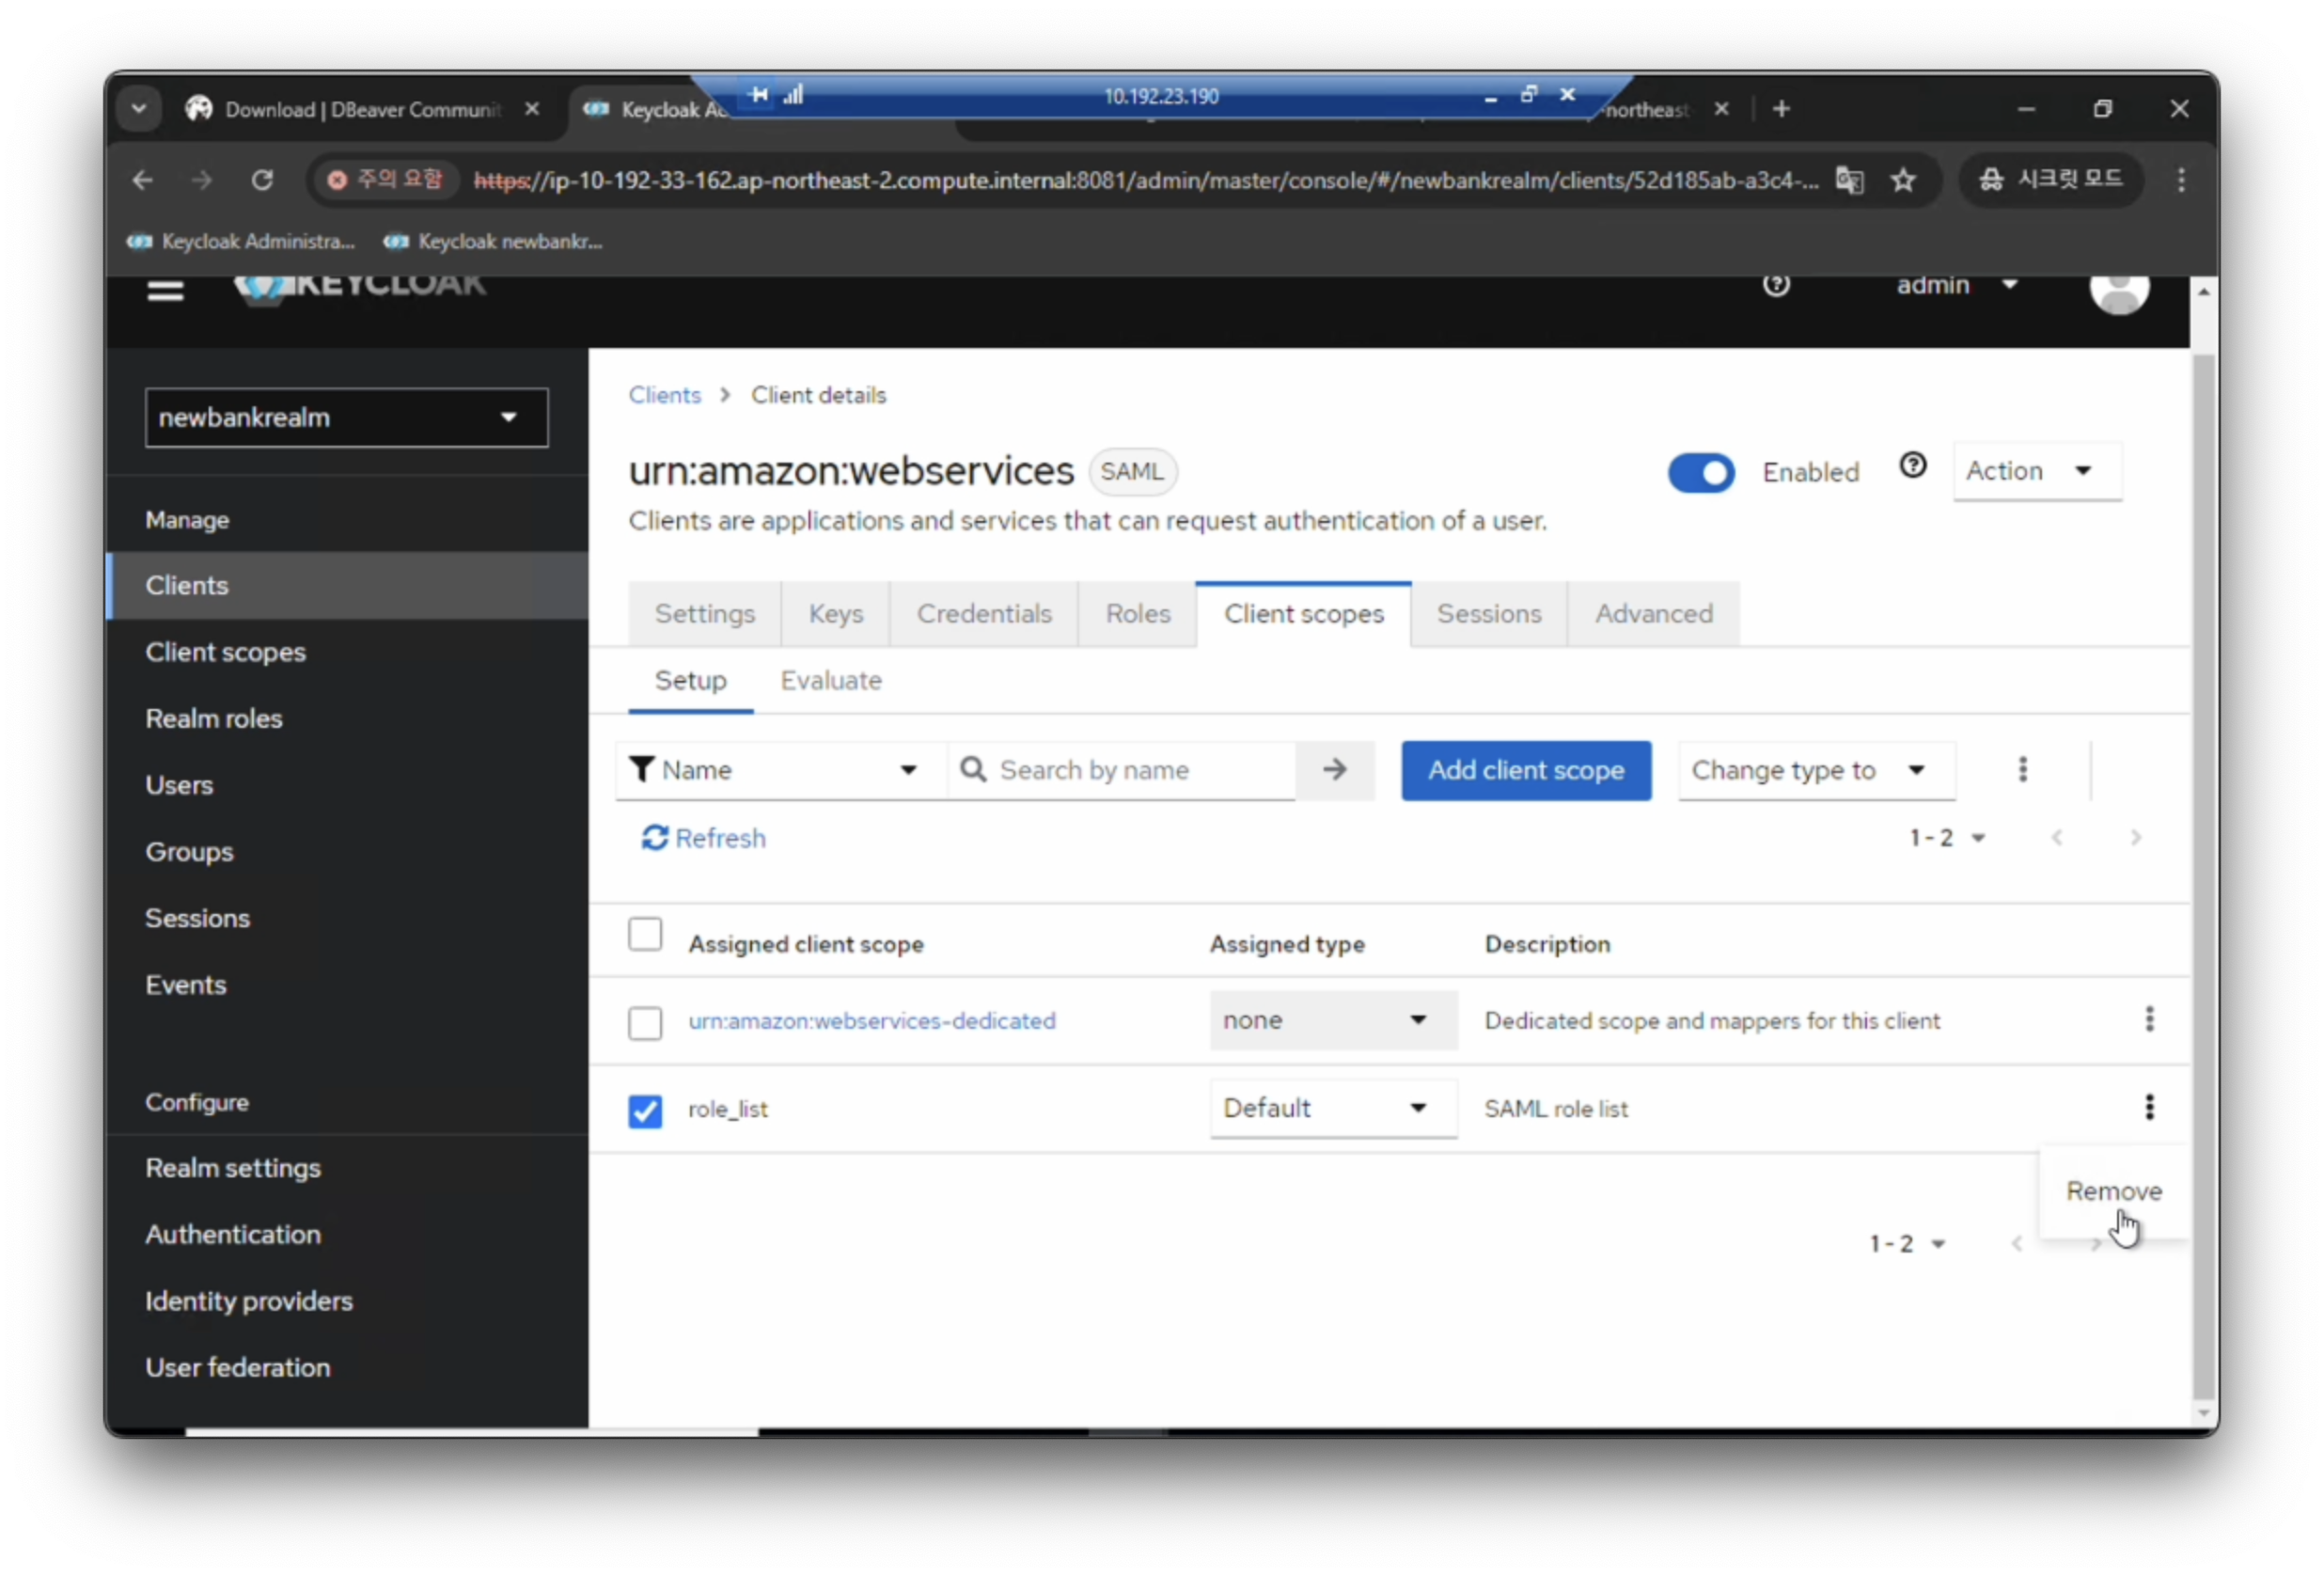 Download | DBeaver Communit
Keycloak Ad
10.192.23.190
-northeast
주의 요함
https://ip-10-192-33-162.ap-northeast-2.compute.internal:8081/admin/master/console/#/newbankrealm/clients/52d185ab-a3c4-...
시크릿 모드
Keycloak Administra...
Keycloak newbankr...
KEYCLOAK
admin
newbankrealm
Manage
Clients
Client scopes
Realm roles
Users
Groups
Sessions
Events
Configure
Realm settings
Authentication
Identity providers
User federation
Clients > Client details
urn:amazon:webservices SAML
Enabled
Action
Clients are applications and services that can request authentication of a user.
Settings Keys Credentials Roles Client scopes Sessions Advanced
Setup Evaluate
Name
Search by name
Add client scope
Change type to
Refresh
1 - 2
Assigned client scope Assigned type Description
urn:amazon:webservices-dedicated none Dedicated scope and mappers for this client
role_list Default SAML role list
Remove
1 - 2